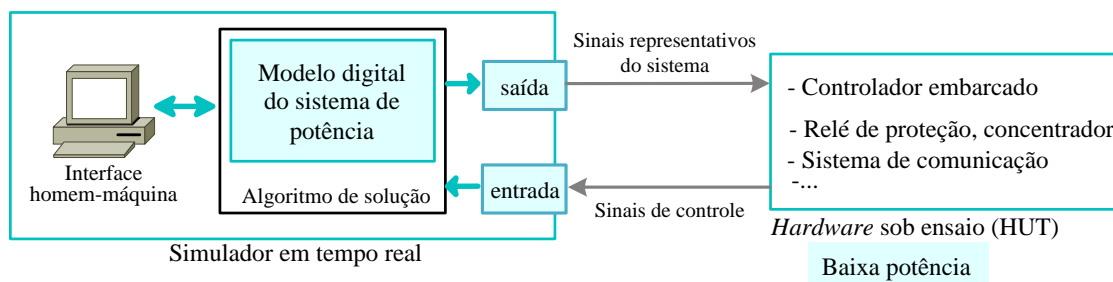 Modelo digital
do sistema de
potência
Algoritmo de solução
Interface
homem-máquina
saída
entrada
Simulador em tempo real
Sinais representativos
do sistema
Sinais de controle
- Controlador embarcado
- Relé de proteção, concentrador
- Sistema de comunicação
-...
Hardware sob ensaio (HUT)
Baixa potência